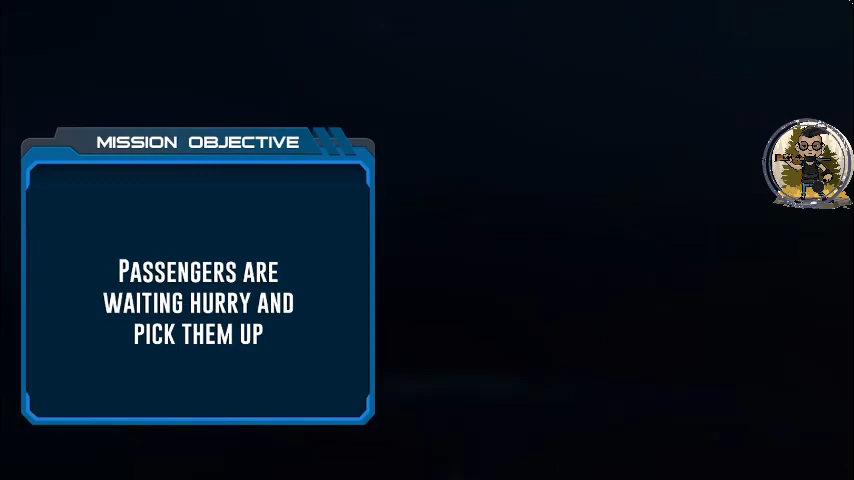 MISSION OBJECTIVE
PASSENGERS ARE
WAITING HURRY AND
PICK THEM UP